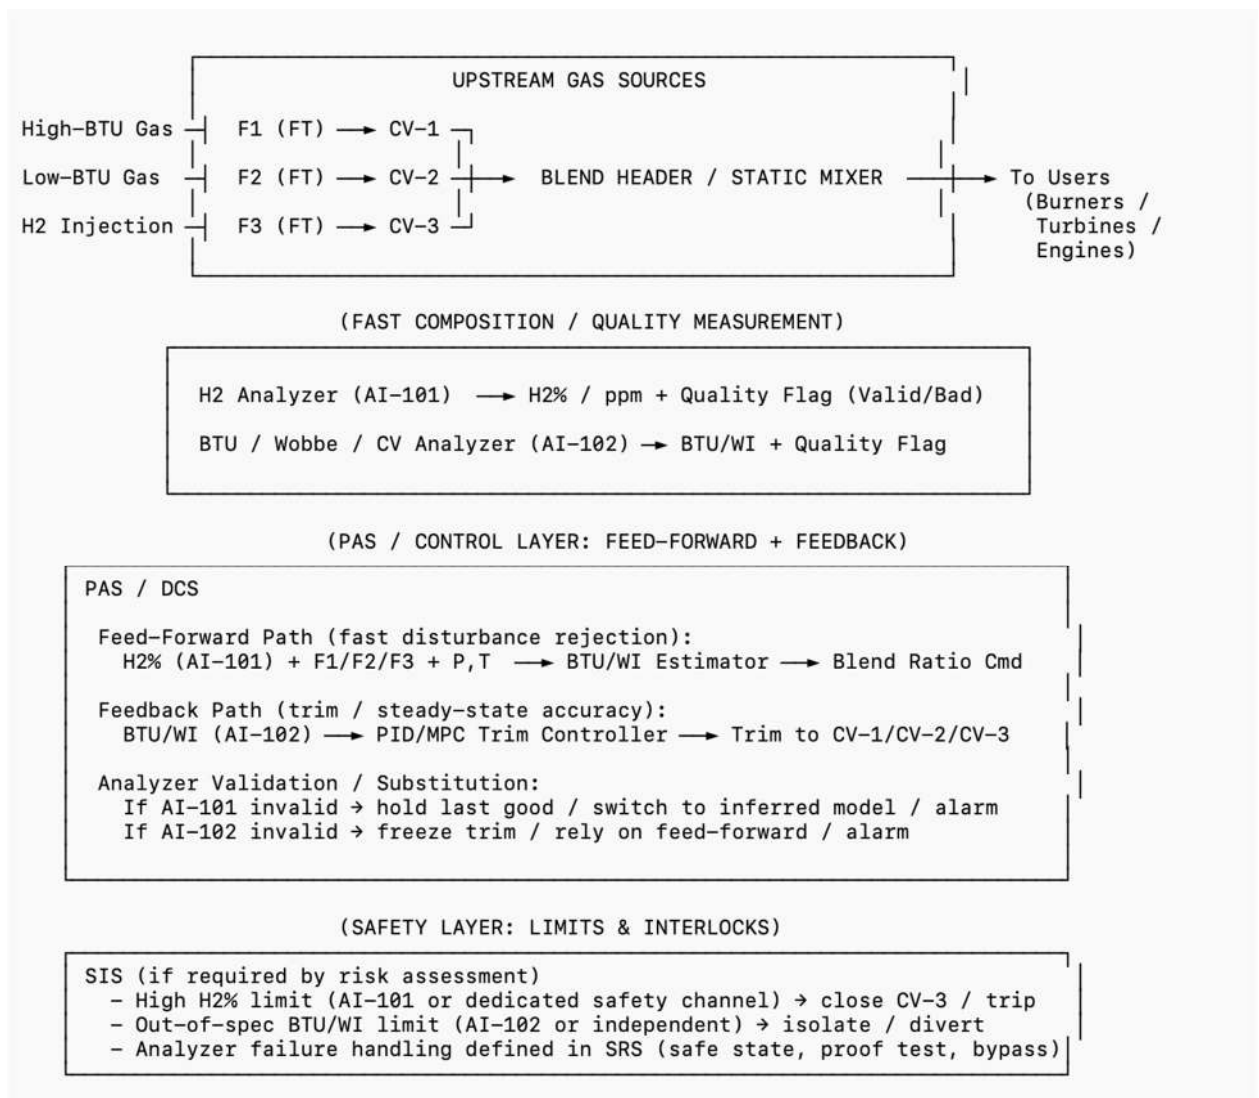 UPSTREAM GAS SOURCES
High–BTU Gas F1 (FT) → CV–1
Low–BTU Gas F2 (FT) → CV–2 → BLEND HEADER / STATIC MIXER → To Users
(Burners /
H2 Injection F3 (FT) → CV–3 Turbines /
Engines)
(FAST COMPOSITION / QUALITY MEASUREMENT)
H2 Analyzer (AI–101) → H2% / ppm + Quality Flag (Valid/Bad)
BTU / Wobbe / CV Analyzer (AI–102) → BTU/WI + Quality Flag
(PAS / CONTROL LAYER: FEED–FORWARD + FEEDBACK)
PAS / DCS
Feed–Forward Path (fast disturbance rejection):
H2% (AI–101) + F1/F2/F3 + P,T → BTU/WI Estimator → Blend Ratio Cmd
Feedback Path (trim / steady–state accuracy):
BTU/WI (AI–102) → PID/MPC Trim Controller → Trim to CV–1/CV–2/CV–3
Analyzer Validation / Substitution:
If AI–101 invalid → hold last good / switch to inferred model / alarm
If AI–102 invalid → freeze trim / rely on feed–forward / alarm
(SAFETY LAYER: LIMITS & INTERLOCKS)
SIS (if required by risk assessment)
– High H2% limit (AI–101 or dedicated safety channel) → close CV–3 / trip
– Out–of–spec BTU/WI limit (AI–102 or independent) → isolate / divert
– Analyzer failure handling defined in SRS (safe state, proof test, bypass)